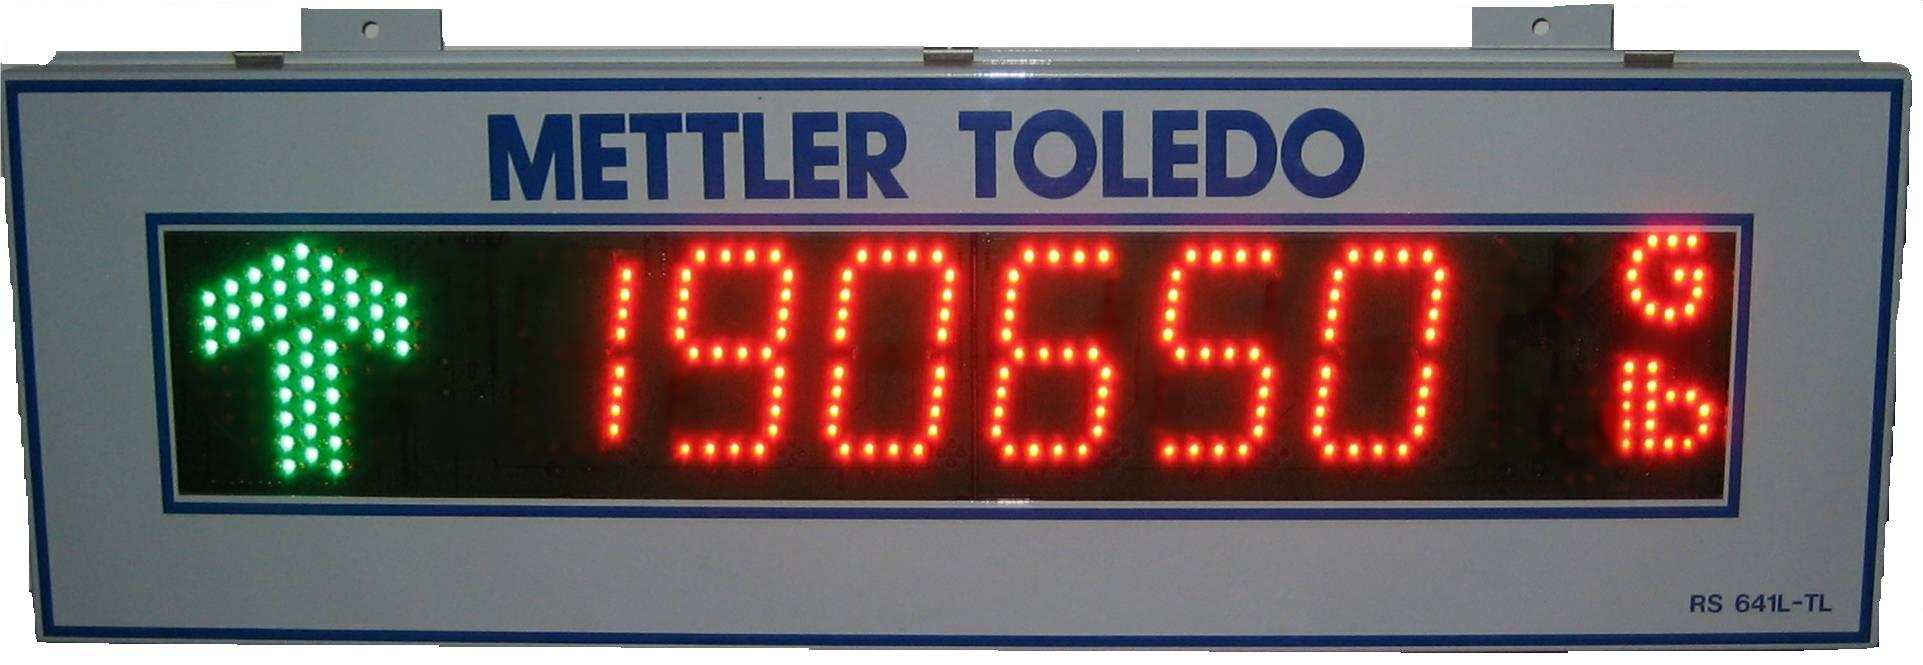 METTLER TOLEDO
190650 G
lb
RS 641L-TL